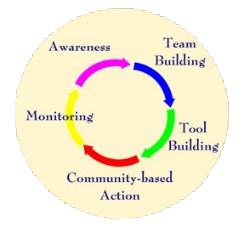 Awareness
Team
Building
Tool
Building
Community-based
Action
Monitoring